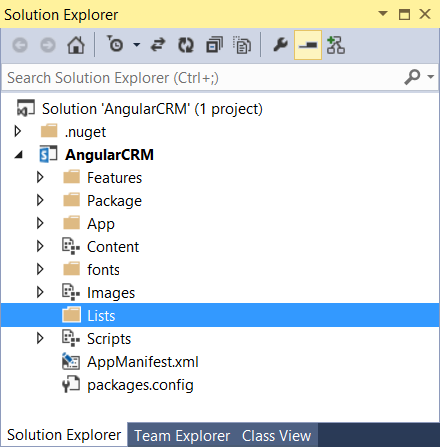 Solution Explorer
Search Solution Explorer (Ctrl+;)
Solution 'AngularCRM' (1 project)
.nuget
AngularCRM
Features
Package
App
Content
fonts
Images
Lists
Scripts
AppManifest.xml
packages.config
Solution Explorer Team Explorer Class View